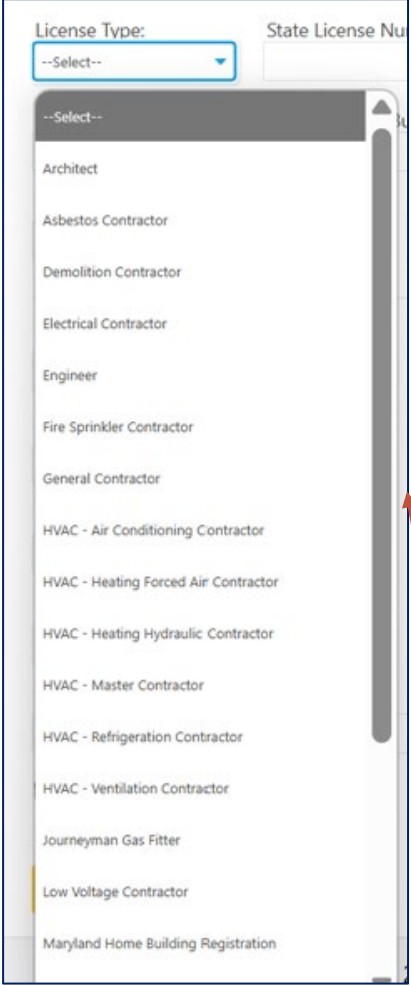 License Type:
State License Nu
--Select--
--Select--
Architect
Asbestos Contractor
Demolition Contractor
Electrical Contractor
Engineer
Fire Sprinkler Contractor
General Contractor
HVAC - Air Conditioning Contractor
HVAC - Heating Forced Air Contractor
HVAC - Heating Hydraulic Contractor
HVAC - Master Contractor
HVAC - Refrigeration Contractor
HVAC - Ventilation Contractor
Journeyman Gas Fitter
Low Voltage Contractor
Maryland Home Building Registration